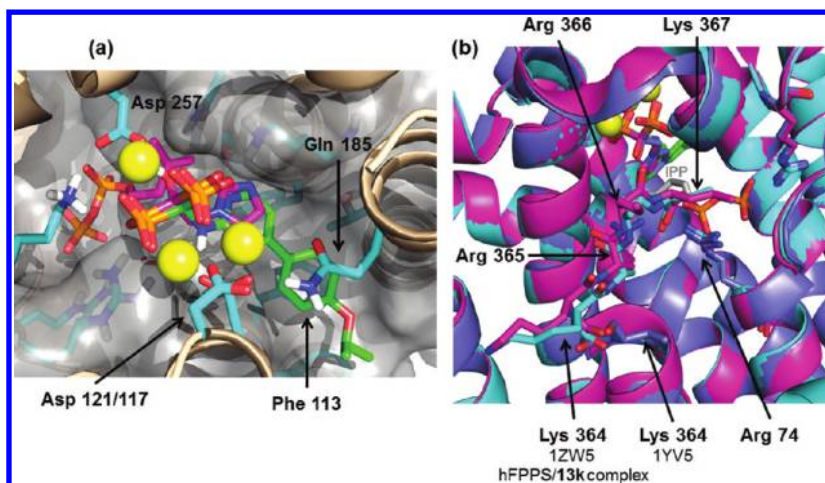 (a)
Asp 257
Gln 185
Asp 121/117
Phe 113
(b)
Arg 366
Lys 367
IPP
Arg 365
Lys 364
1ZW5
hFPPS/13k complex
Lys 364
1YV5
Arg 74